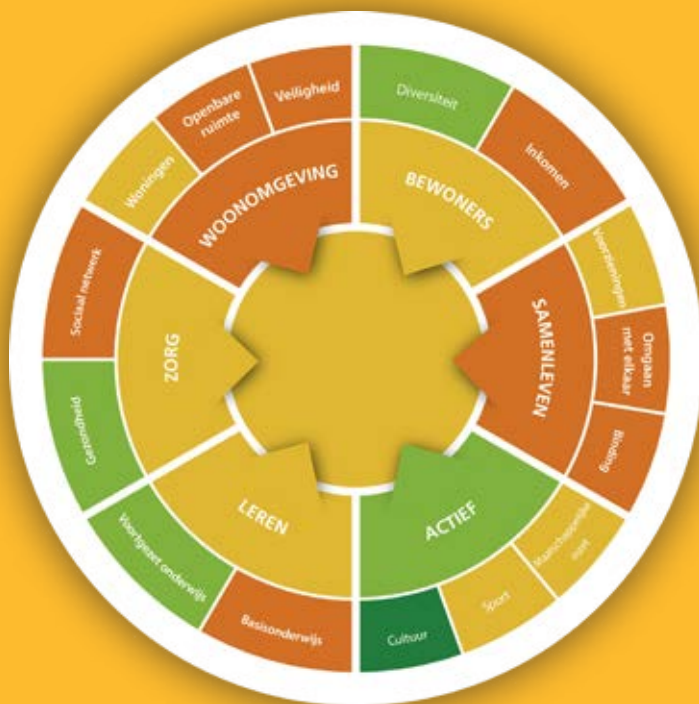 Diversiteit
Inkomen
BEWONERS
Voorzieningen
Omgaan
met elkaar
Binding
SAMENLEVEN
Maatschappelijke
inzet
Sport
Cultuur
ACTIEF
Basisonderwijs
Voortgezet onderwijs
LEREN
Gezondheid
Sociaal netwerk
ZORG
Woningen
Openbare
ruimte
Veiligheid
WOONOMGEVING